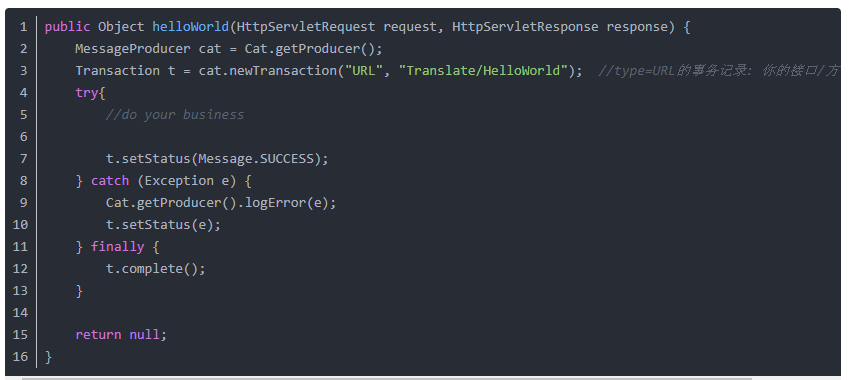 1 public Object helloWorld(HttpServletRequest request, HttpServletResponse response) {
2 MessageProducer cat = Cat.getProducer();
3 Transaction t = cat.newTransaction("URL", "Translate/HelloWorld"); //type=URL的事务记录: 你的接口/方
4 try{
5 //do your business
6
7 t.setStatus(Message.SUCCESS);
8 } catch (Exception e) {
9 Cat.getProducer().logError(e);
10 t.setStatus(e);
11 } finally {
12 t.complete();
13 }
14
15 return null;
16 }